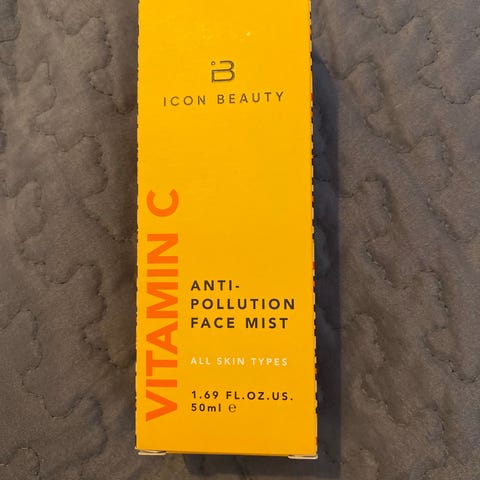 ICON BEAUTY
VITAMIN C
ANTI-
POLLUTION
FACE MIST
ALL SKIN TYPES
1.69 FL.OZ.US.
50ml ℮